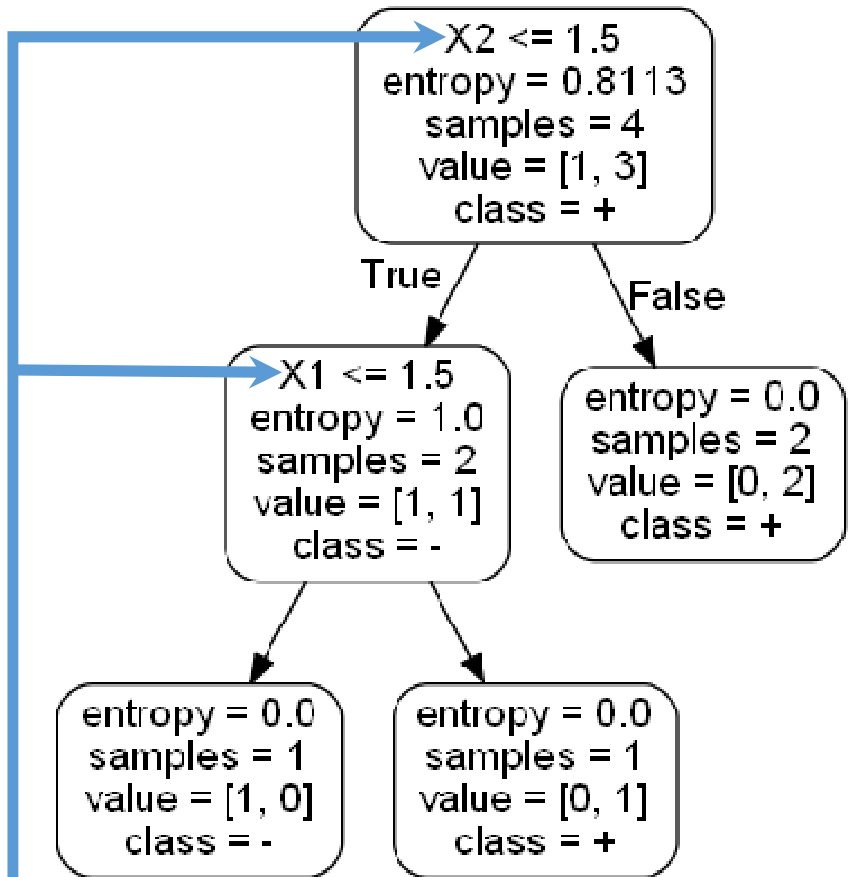 X2 <= 1.5
entropy = 0.8113
samples = 4
value = [1, 3]
class = +
True
False
X1 <= 1.5
entropy = 1.0
samples = 2
value = [1, 1]
class = -
entropy = 0.0
samples = 2
value = [0, 2]
class = +
entropy = 0.0
samples = 1
value = [1, 0]
class = -
entropy = 0.0
samples = 1
value = [0, 1]
class = +